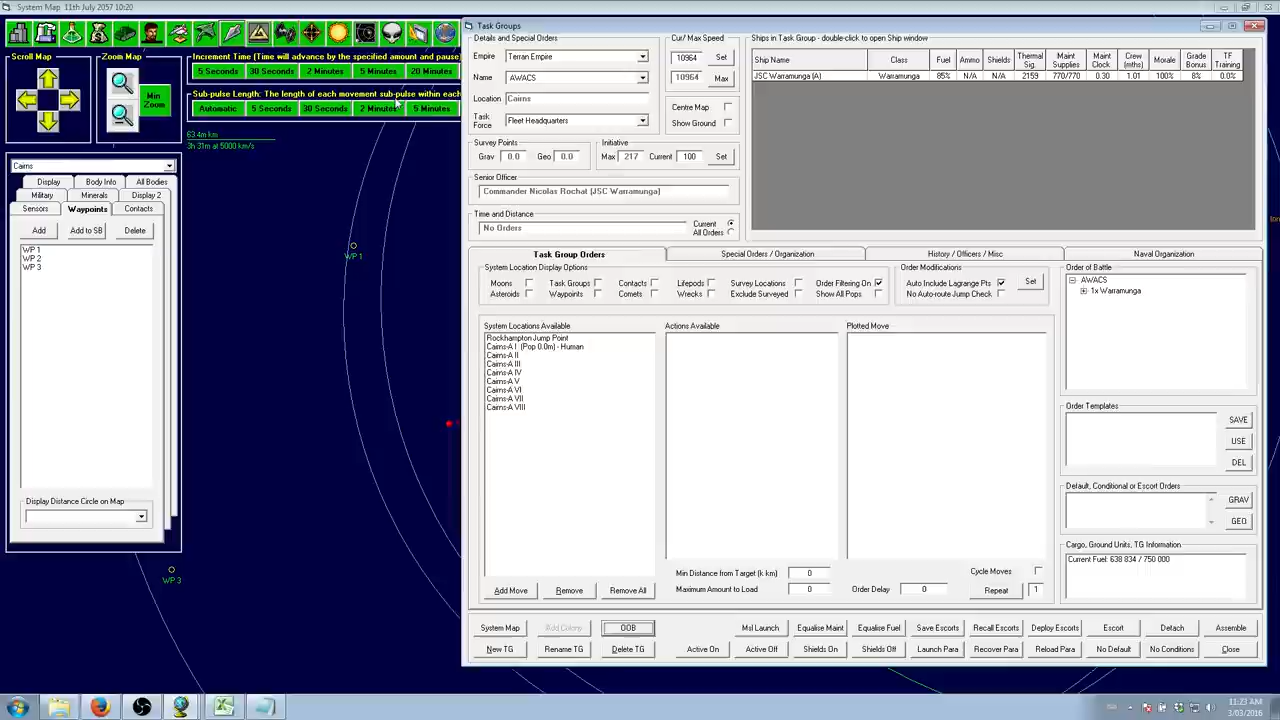 System Map 11th July 2057 10:20
Scroll Map
Zoom Map
Min Zoom
Increment Time (Time will advance by the specified amount and pause)
5 Seconds 30 Seconds 2 Minutes 5 Minutes 20 Minutes
Sub-pulse Length: The length of each movement sub-pulse within each
Automatic 5 Seconds 30 Seconds 2 Minutes 5 Minutes
63.4m km
3h 31m at 5000 km/s
Cairns
Display Body Info All Bodies
Military Minerals Display 2
Sensors Waypoints Contacts
Add Add to SB Delete
WP 1
WP 2
WP 3
Display Distance Circle on Map
WP 1
WP 3
Task Groups
Details and Special Orders
Empire Terran Empire
Name AWACS
Location Cairns
Task Force Fleet Headquarters
Cur/ Max Speed
10964 Set
10964 Max
Centre Map
Show Ground
Survey Points
Grav 0.0 Geo 0.0
Initiative
Max 217 Current 100 Set
Senior Officer
Commander Nicolas Rochat (JSC Warramunga)
Time and Distance
No Orders
Current
All Orders
Ships in Task Group - double-click to open Ship window
Ship Name Class Fuel Ammo Shields Thermal Sig Maint Supplies Maint Clock Crew (mths) Morale Grade Bonus TF Training
JSC Warramunga (A) Warramunga 85% N/A N/A 2159 770/770 0.30 1.01 100% 8% 0.0%
Task Group Orders Special Orders / Organization History / Officers / Misc Naval Organization
System Location Display Options
Moons Task Groups Contacts Lifepods Survey Locations Order Filtering On
Asteroids Waypoints Comets Wrecks Exclude Surveyed Show All Pops
Order Modifications
Auto Include Lagrange Pts
No Auto-route Jump Check
Set
Order of Battle
AWACS
1x Warramunga
System Locations Available
Rockhampton Jump Point
Cairns-A I (Pop 0.0m) - Human
Cairns-A II
Cairns-A III
Cairns-A IV
Cairns-A V
Cairns-A VI
Cairns-A VII
Cairns-A VIII
Actions Available
Plotted Move
Order Templates
SAVE
USE
DEL
Default, Conditional or Escort Orders
GRAV
GEO
Cargo, Ground Units, TG Information
Current Fuel: 638 834 / 750 000
Min Distance from Target (k km) 0
Cycle Moves
Add Move Remove Remove All
Maximum Amount to Load 0 Order Delay 0 Repeat 1
System Map Add Colony OOB Msl Launch Equalise Maint Equalise Fuel Save Escorts Recall Escorts Deploy Escorts Escort Detach Assemble
New TG Rename TG Delete TG Active On Active Off Shields On Shields Off Launch Para Recover Para Reload Para No Default No Conditions Close
11:23 AM
3/03/2016